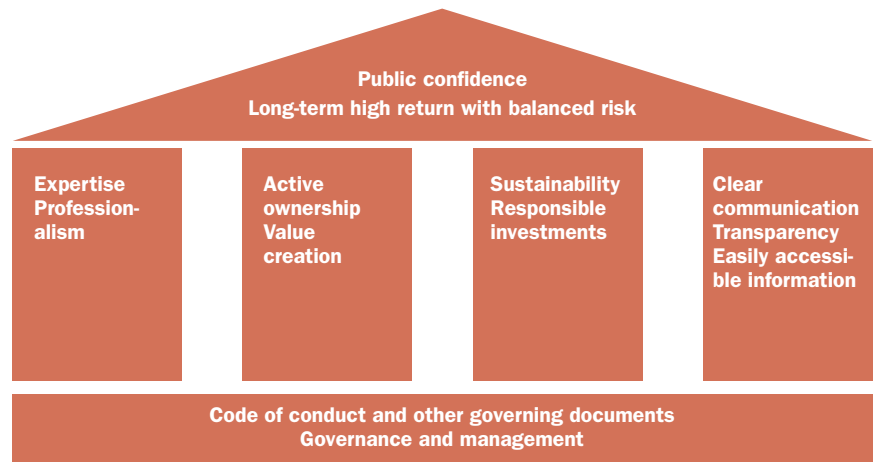 Public confidence
Long-term high return with balanced risk
Expertise
Profession-
alism
Active
ownership
Value
creation
Sustainability
Responsible
investments
Clear
communication
Transparency
Easily accessi-
ble information
Code of conduct and other governing documents
Governance and management